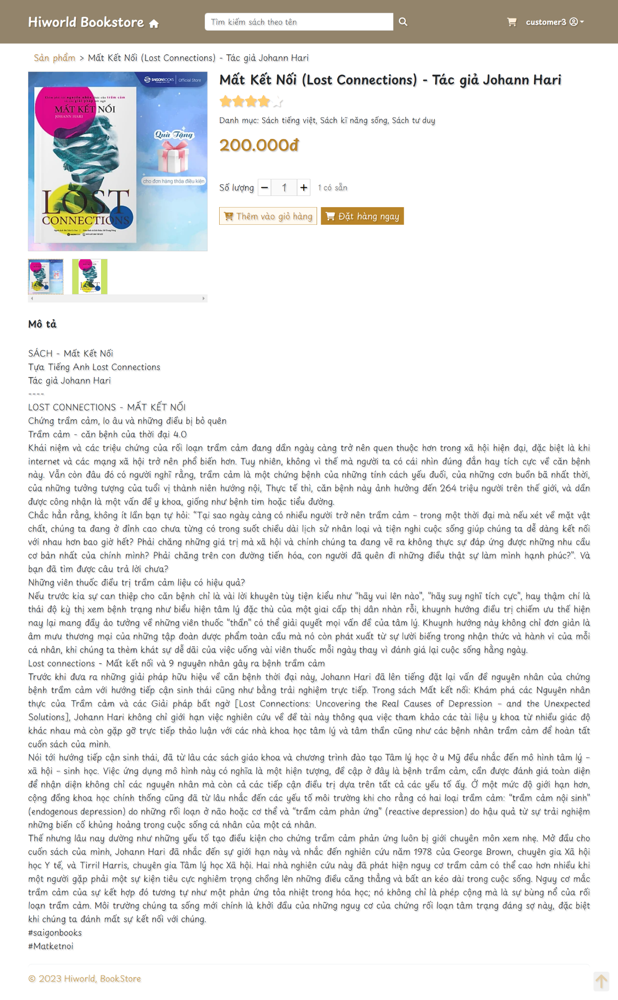 Hiworld Bookstore
Tìm kiếm sách theo tên
customer3
Sản phẩm > Mất Kết Nối (Lost Connections) - Tác giả Johann Hari
SAIGONBOOKS
Official Store
Khám phá các nguyên nhân thực của trầm cảm
và các giải pháp bất ngờ
MẤT KẾT NỐI
JOHANN HARI
Quà Tặng
cho đơn hàng thỏa điều kiện
LOST
CONNECTIONS
Mất Kết Nối (Lost Connections) - Tác giả Johann Hari
Danh mục: Sách tiếng việt, Sách kĩ năng sống, Sách tư duy
200.000đ
Số lượng
1
1 có sẵn
Thêm vào giỏ hàng
Đặt hàng ngay
MẤT KẾT NỐI
LOST
CONNECTIONS
Mô tả
SÁCH - Mất Kết Nối
Tựa Tiếng Anh Lost Connections
Tác giả Johann Hari
----
LOST CONNECTIONS - MẤT KẾT NỐI
Chứng trầm cảm, lo âu và những điều bị bỏ quên
Trầm cảm - căn bệnh của thời đại 4.0
Khái niệm và các triệu chứng của rối loạn trầm cảm đang dần ngày càng trở nên quen thuộc hơn trong xã hội hiện đại, đặc biệt là khi
internet và các mạng xã hội trở nên phổ biến hơn. Tuy nhiên, không vì thế mà người ta có cái nhìn đúng đắn hay tích cực về căn bệnh
này. Vẫn còn đâu đó có người nghĩ rằng, trầm cảm là một chứng bệnh của những tính cách yếu đuối, của những cơn buồn bã nhất thời,
của những tưởng tượng của tuổi vị thành niên hướng nội, Thực tế thì, căn bệnh này ảnh hưởng đến 264 triệu người trên thế giới, và dần
được công nhận là một vấn đề y khoa, giống như bệnh tim hoặc tiểu đường.
Chắc hẳn rằng, không ít lần bạn tự hỏi: “Tại sao ngày càng có nhiều người trở nên trầm cảm – trong một thời đại mà nếu xét về mặt vật
chất, chúng ta đang ở đỉnh cao chưa từng có trong suốt chiều dài lịch sử nhân loại và tiện nghi cuộc sống giúp chúng ta dễ dàng kết nối
với nhau hơn bao giờ hết? Phải chăng những giá trị mà xã hội và chính chúng ta đang vẽ ra không thực sự đáp ứng được những nhu cầu
cơ bản nhất của chính mình? Phải chăng trên con đường tiến hóa, con người đã quên đi những điều thật sự làm mình hạnh phúc?”. Và
bạn đã tìm được câu trả lời chưa?
Những viên thuốc điều trị trầm cảm liệu có hiệu quả?
Nếu trước kia sự can thiệp cho căn bệnh chỉ là vài lời khuyên tùy tiện kiểu như “hãy vui lên nào”, “hãy suy nghĩ tích cực”, hay thậm chí là
thái độ kỳ thị xem bệnh trạng như biểu hiện tâm lý đặc thù của một giai cấp thị dân nhàn rỗi, khuynh hướng điều trị chiếm ưu thế hiện
nay lại mang đầy ảo tưởng về những viên thuốc “thần” có thể giải quyết mọi vấn đề của tâm lý. Khuynh hướng này không chỉ đơn giản là
âm mưu thương mại của những tập đoàn dược phẩm toàn cầu mà nó còn phát xuất từ sự lười biếng trong nhận thức và hành vi của mỗi
cá nhân, khi chúng ta thèm khát sự dễ dãi của việc uống vài viên thuốc mỗi ngày thay vì đánh giá lại cuộc sống hằng ngày.
Lost connections - Mất kết nối và 9 nguyên nhân gây ra bệnh trầm cảm
Trước khi đưa ra những giải pháp hữu hiệu về căn bệnh thời đại này, Johann Hari đã lên tiếng đặt lại vấn đề nguyên nhân của chứng
bệnh trầm cảm với hướng tiếp cận sinh thái cũng như bằng trải nghiệm trực tiếp. Trong sách Mất kết nối: Khám phá các Nguyên nhân
thực của Trầm cảm và các Giải pháp bất ngờ [Lost Connections: Uncovering the Real Causes of Depression – and the Unexpected
Solutions], Johann Hari không chỉ giới hạn việc nghiên cứu về đề tài này thông qua việc tham khảo các tài liệu y khoa từ nhiều giác độ
khác nhau mà còn gặp gỡ trực tiếp thảo luận với các nhà khoa học tâm lý và tâm thần cũng như các bệnh nhân trầm cảm để hoàn tất
cuốn sách của mình.
Nói tới hướng tiếp cận sinh thái, đã từ lâu các sách giáo khoa và chương trình đào tạo Tâm lý học ở u Mỹ đều nhắc đến mô hình tâm lý –
xã hội – sinh học. Việc ứng dụng mô hình này có nghĩa là một hiện tượng, đề cập ở đây là bệnh trầm cảm, cần được đánh giá toàn diện
để nhận diện không chỉ các nguyên nhân mà còn cả các tiếp cận điều trị dựa trên tất cả các yếu tố ấy. Ở một mức độ giới hạn hơn,
cộng đồng khoa học chính thống cũng đã từ lâu nhắc đến các yếu tố môi trường khi cho rằng có hai loại trầm cảm: “trầm cảm nội sinh”
(endogenous depression) do những rối loạn ở não hoặc cơ thể và “trầm cảm phản ứng” (reactive depression) do hậu quả từ sự trải nghiệm
những biến cố khủng hoảng trong cuộc sống cá nhân của một cá nhân.
Thế nhưng lâu nay dường như những yếu tố tạo điều kiện cho chứng trầm cảm phản ứng luôn bị giới chuyên môn xem nhẹ. Mở đầu cho
cuốn sách của mình, Johann Hari đã nhắc đến sự giới hạn này và nhắc đến nghiên cứu năm 1978 của George Brown, chuyên gia Xã hội
học Y tế, và Tirril Harris, chuyên gia Tâm lý học Xã hội. Hai nhà nghiên cứu này đã phát hiện nguy cơ trầm cảm có thể cao hơn nhiều khi
một người gặp phải một sự kiện tiêu cực nghiêm trọng chồng lên những điều căng thẳng và bất an kéo dài trong cuộc sống. Nguy cơ mắc
trầm cảm của sự kết hợp đó tương tự như một phản ứng tỏa nhiệt trong hóa học; nó không chỉ là phép cộng mà là sự bùng nổ của rối
loạn trầm cảm. Môi trường chúng ta sống mới chính là khởi đầu của những nguy cơ của chứng rối loạn tâm trạng đáng sợ này, đặc biệt
khi chúng ta đánh mất sự kết nối với chúng.
#saigonbooks
#Matketnoi
© 2023 Hiworld, BookStore